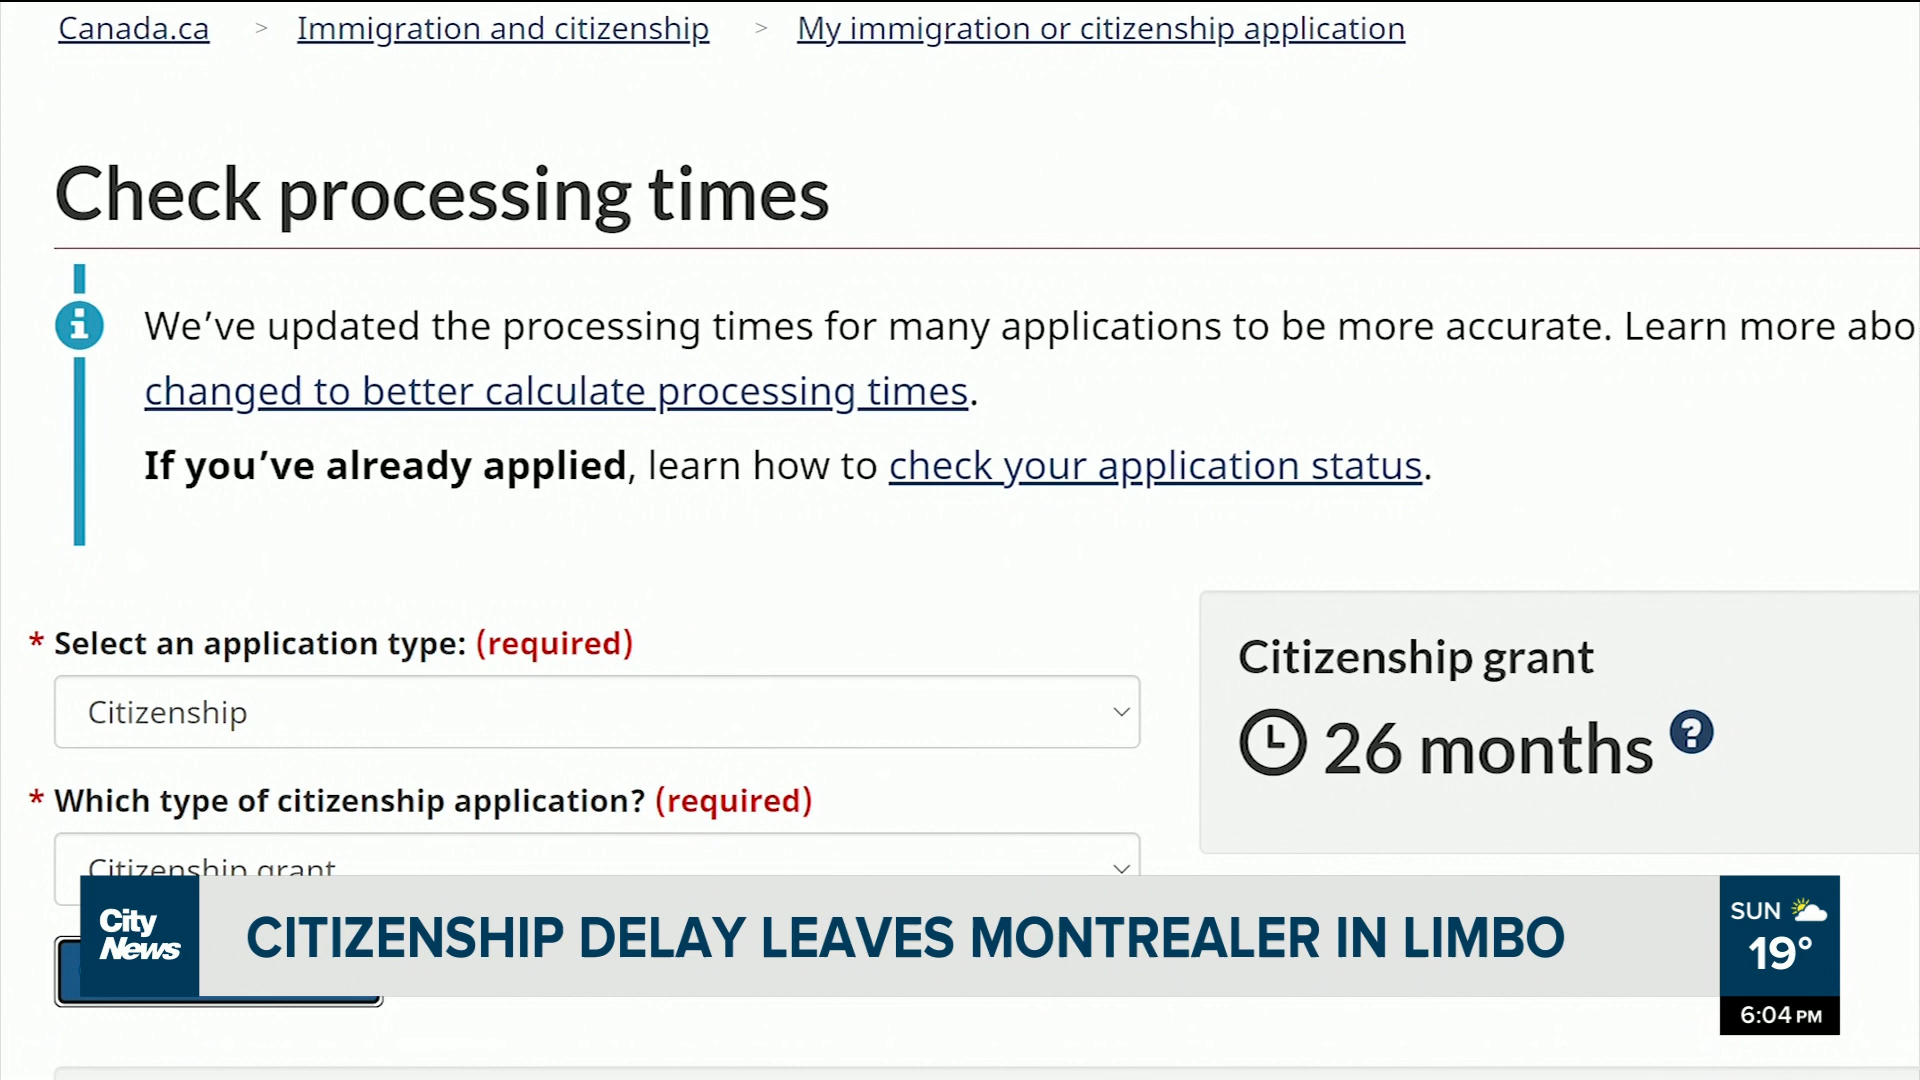 Canada.ca > Immigration and citizenship > My immigration or citizenship application
Check processing times
We've updated the processing times for many applications to be more accurate. Learn more abo
changed to better calculate processing times.
If you've already applied, learn how to check your application status.
* Select an application type: (required)
Citizenship
* Which type of citizenship application? (required)
Citizenship grant
Citizenship grant
26 months ?
City
News
CITIZENSHIP DELAY LEAVES MONTREALER IN LIMBO
SUN
19°
6:04 PM